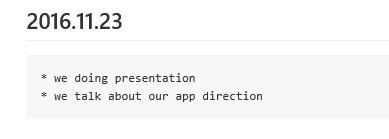 2016.11.23
* we doing presentation
* we talk about our app direction